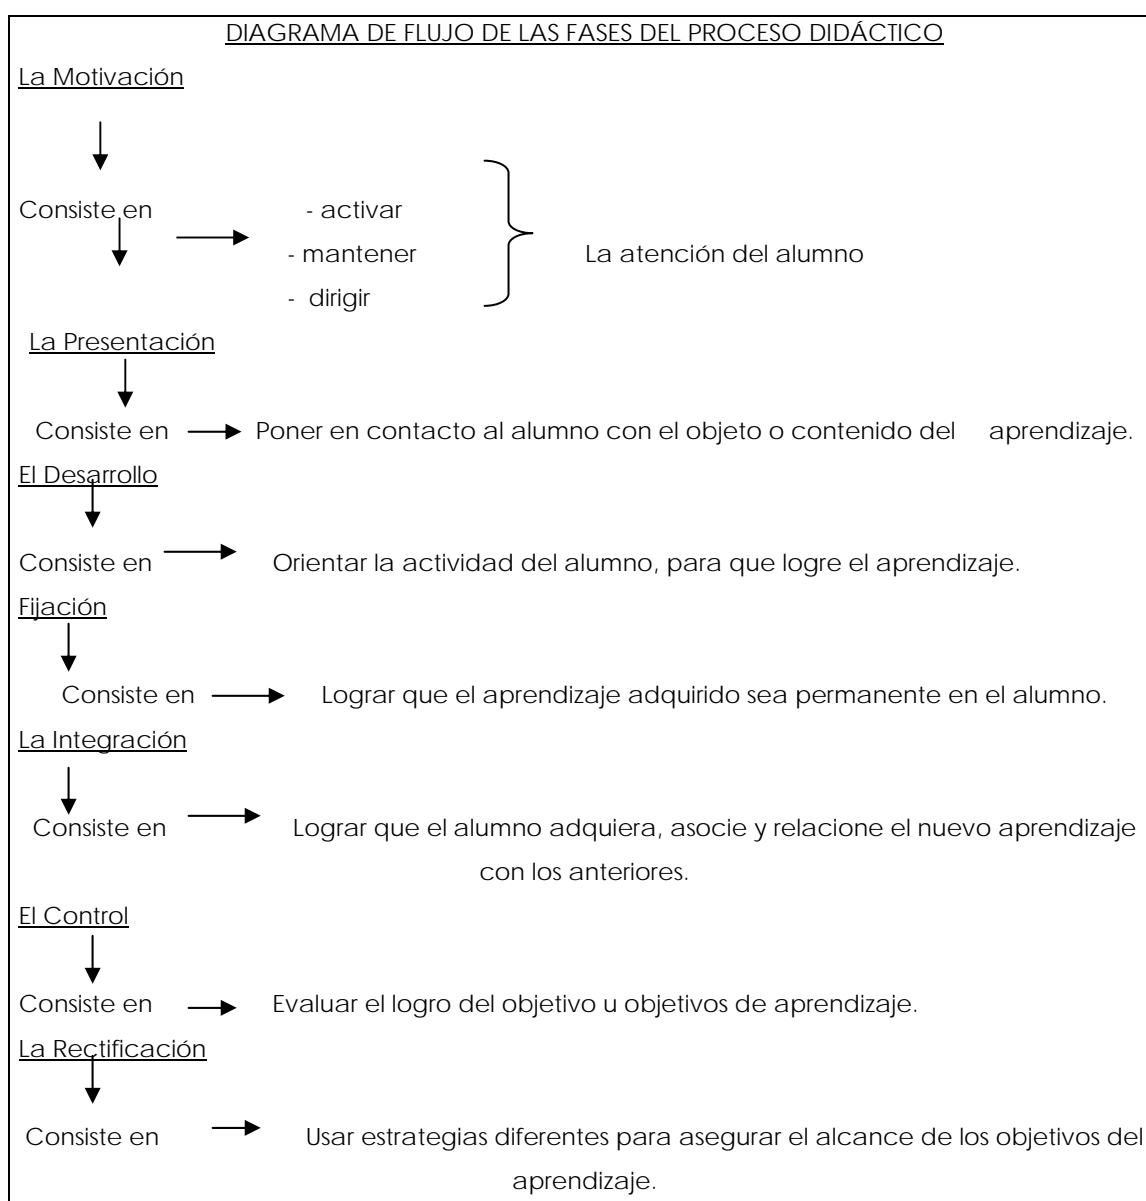 DIAGRAMA DE FLUJO DE LAS FASES DEL PROCESO DIDÁCTICO
La Motivación
Consiste en - activar
- mantener La atención del alumno
- dirigir
La Presentación
Consiste en Poner en contacto al alumno con el objeto o contenido del aprendizaje.
El Desarrollo
Consiste en Orientar la actividad del alumno, para que logre el aprendizaje.
Fijación
Consiste en Lograr que el aprendizaje adquirido sea permanente en el alumno.
La Integración
Consiste en Lograr que el alumno adquiera, asocie y relacione el nuevo aprendizaje
con los anteriores.
El Control
Consiste en Evaluar el logro del objetivo u objetivos de aprendizaje.
La Rectificación
Consiste en Usar estrategias diferentes para asegurar el alcance de los objetivos del
aprendizaje.